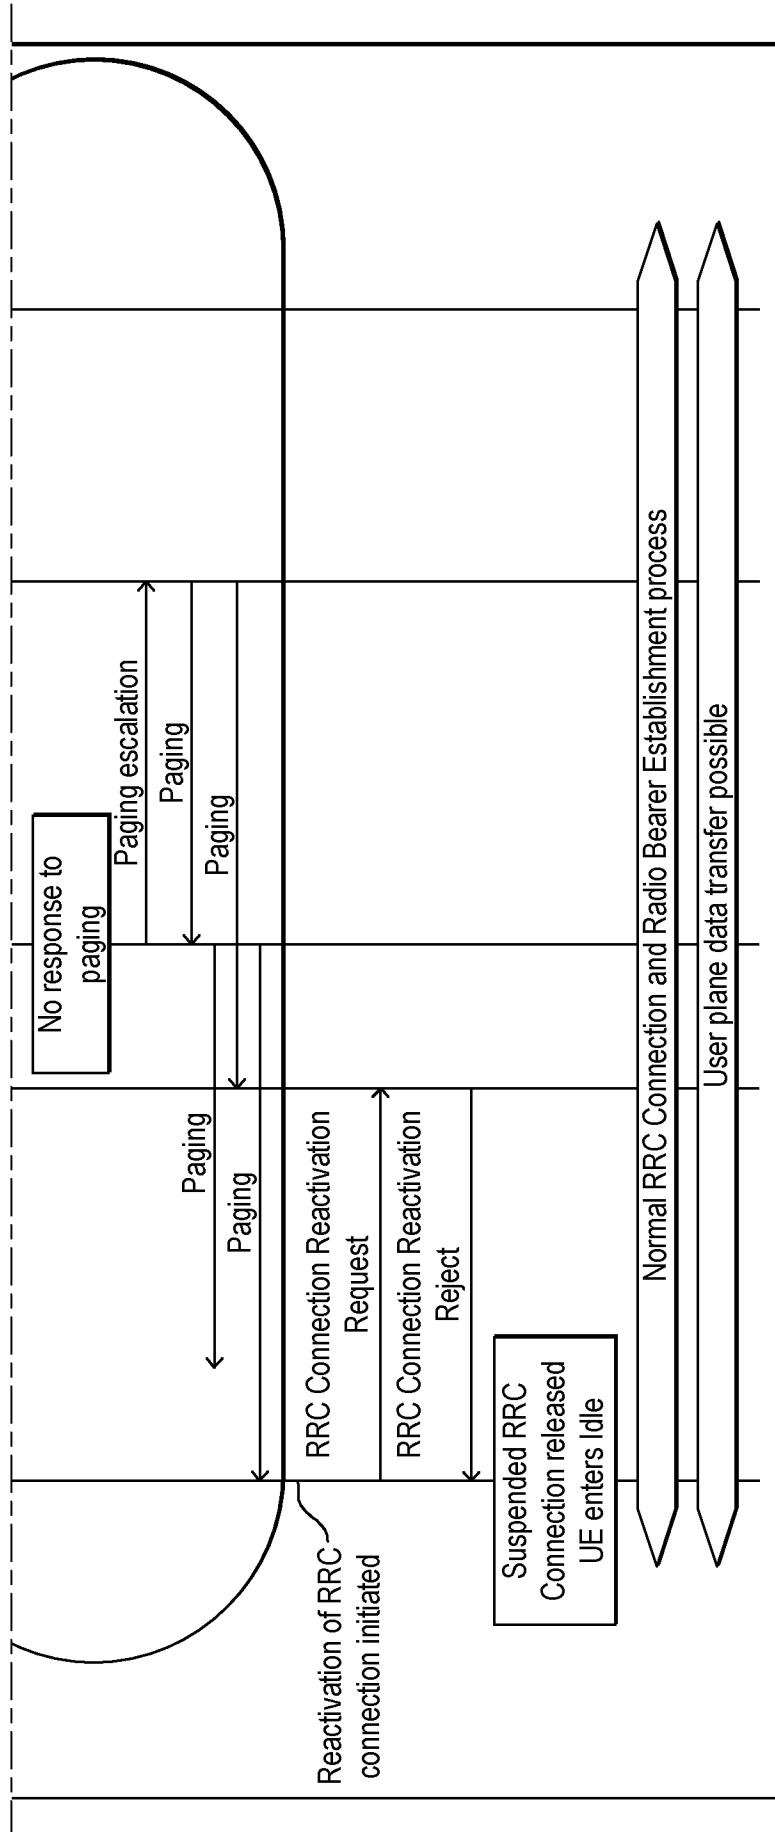 No response to
paging
Paging escalation
Paging
Paging
Paging
Paging
Reactivation of RRC
connection initiated
RRC Connection Reactivation
Request
RRC Connection Reactivation
Reject
Suspended RRC
Connection released
UE enters Idle
Normal RRC Connection and Radio Bearer Establishment process
User plane data transfer possible